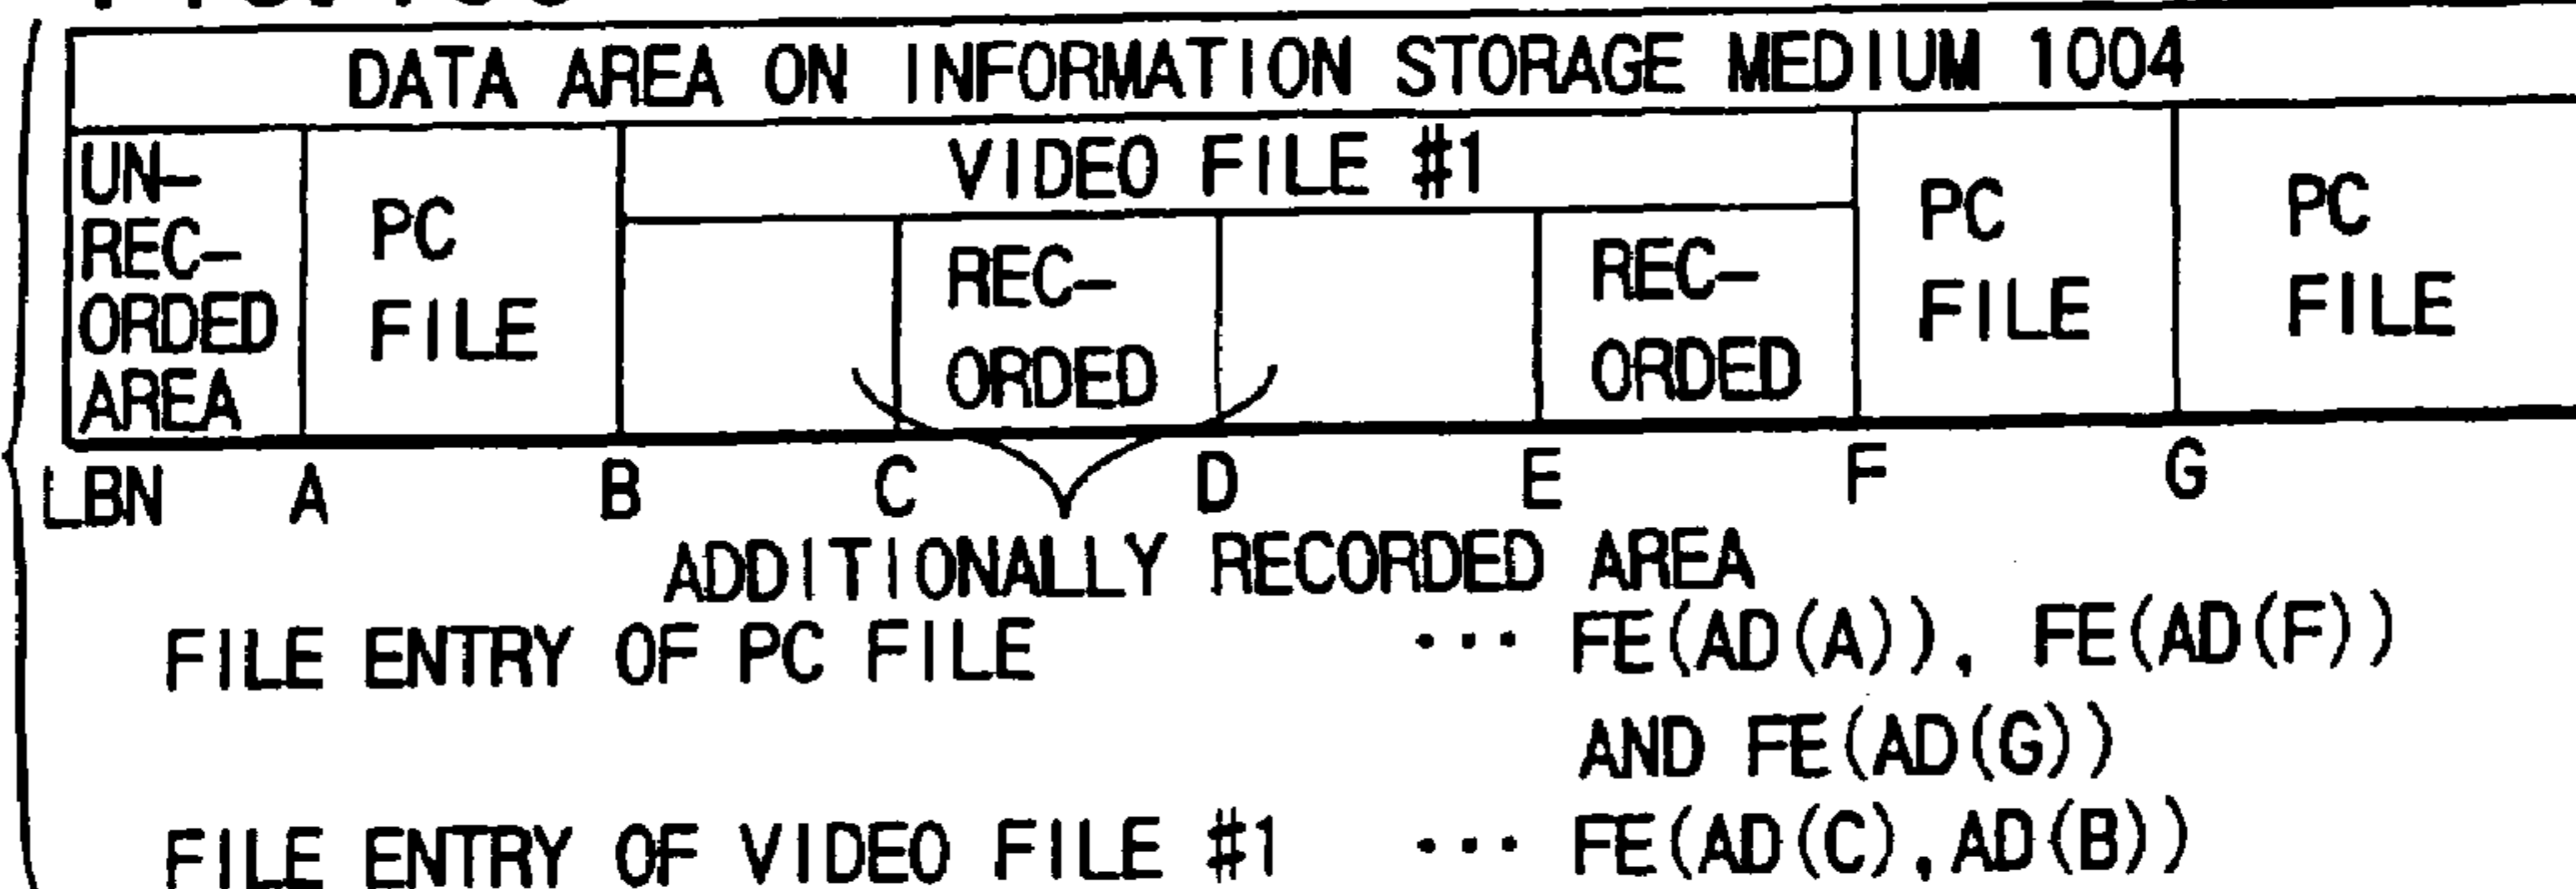 DATA AREA ON INFORMATION STORAGE MEDIUM 1004
UN-
REC-
ORDED
AREA
PC
FILE
VIDEO FILE #1
REC-
ORDED
REC-
ORDED
PC
FILE
PC
FILE
LBN A B C D E F G
ADDITIONALLY RECORDED AREA
FILE ENTRY OF PC FILE ··· FE(AD(A)), FE(AD(F))
AND FE(AD(G))
FILE ENTRY OF VIDEO FILE #1 ··· FE(AD(C),AD(B))